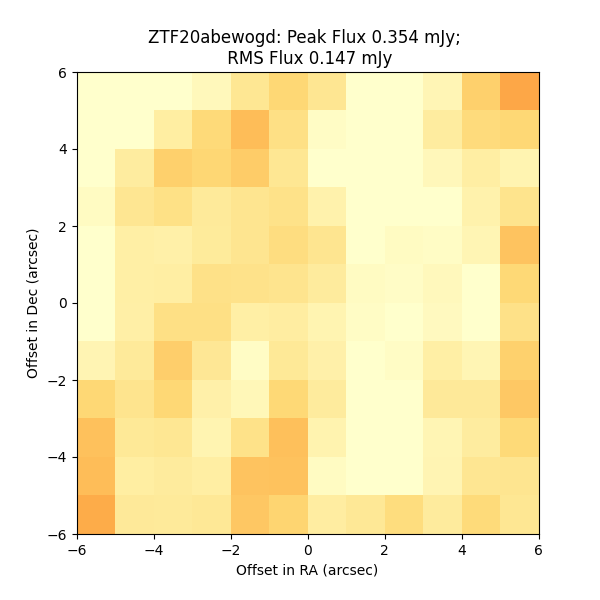 ZTF20abewogd: Peak Flux 0.354 mJy;
RMS Flux 0.147 mJy
6
4
2
0
−2
−4
−6
Offset in Dec (arcsec)
−6 −4 −2 0 2 4 6
Offset in RA (arcsec)